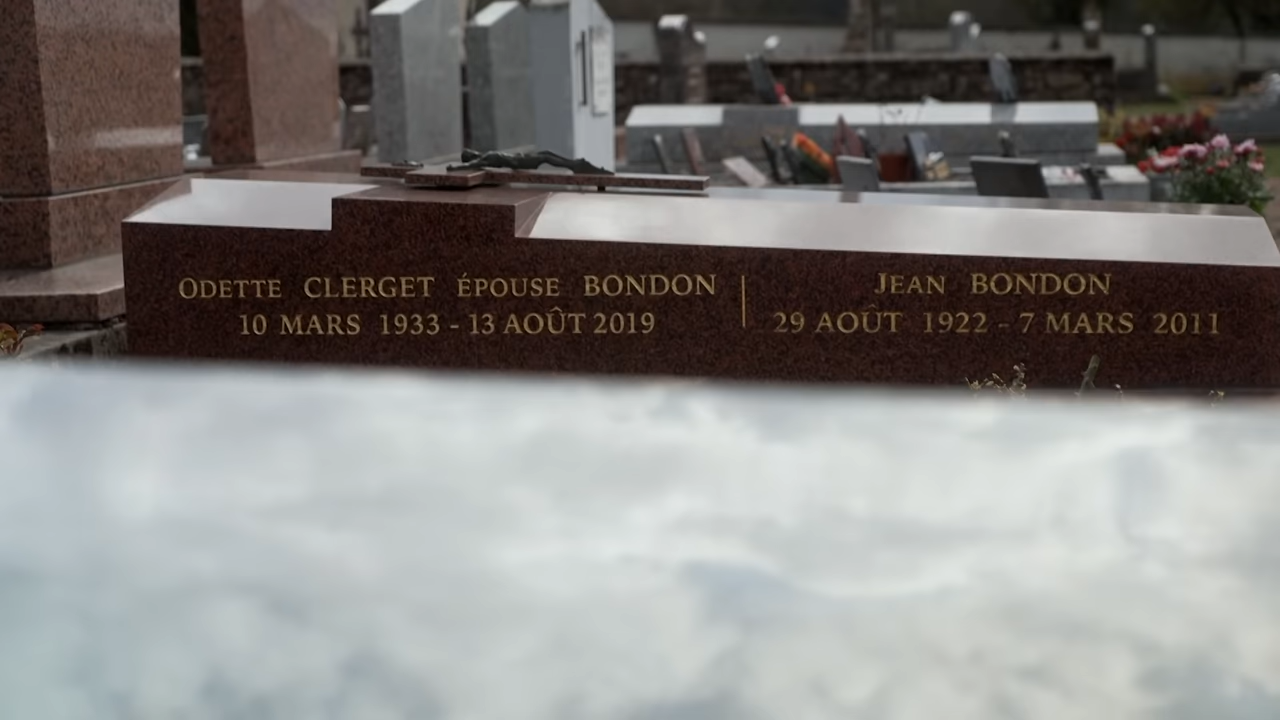 ODETTE CLERGET ÉPOUSE BONDON
10 MARS 1933 - 13 AOÛT 2019
JEAN BONDON
29 AOÛT 1922 - 7 MARS 2011